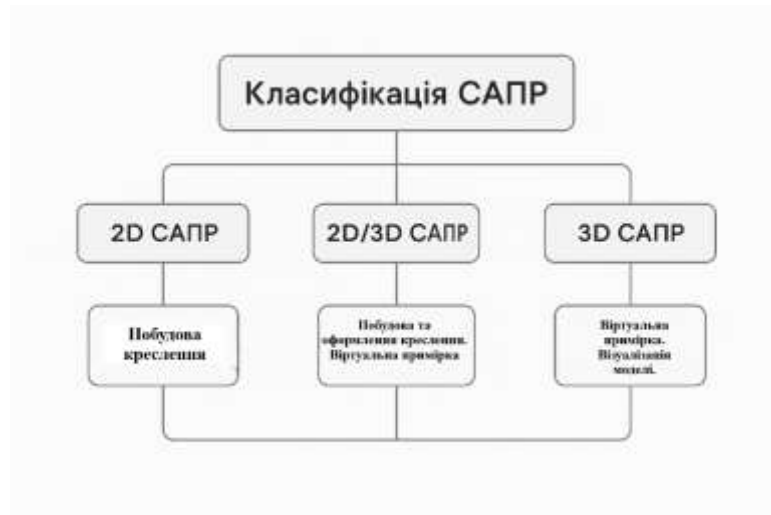 Класифікація САПР
2D САПР
2D/3D САПР
3D САПР
Побудова
креслення
Побудова та
оформлення креслення.
Віртуальна примірка
Віртуальна
примірка.
Візуалізація
моделі.